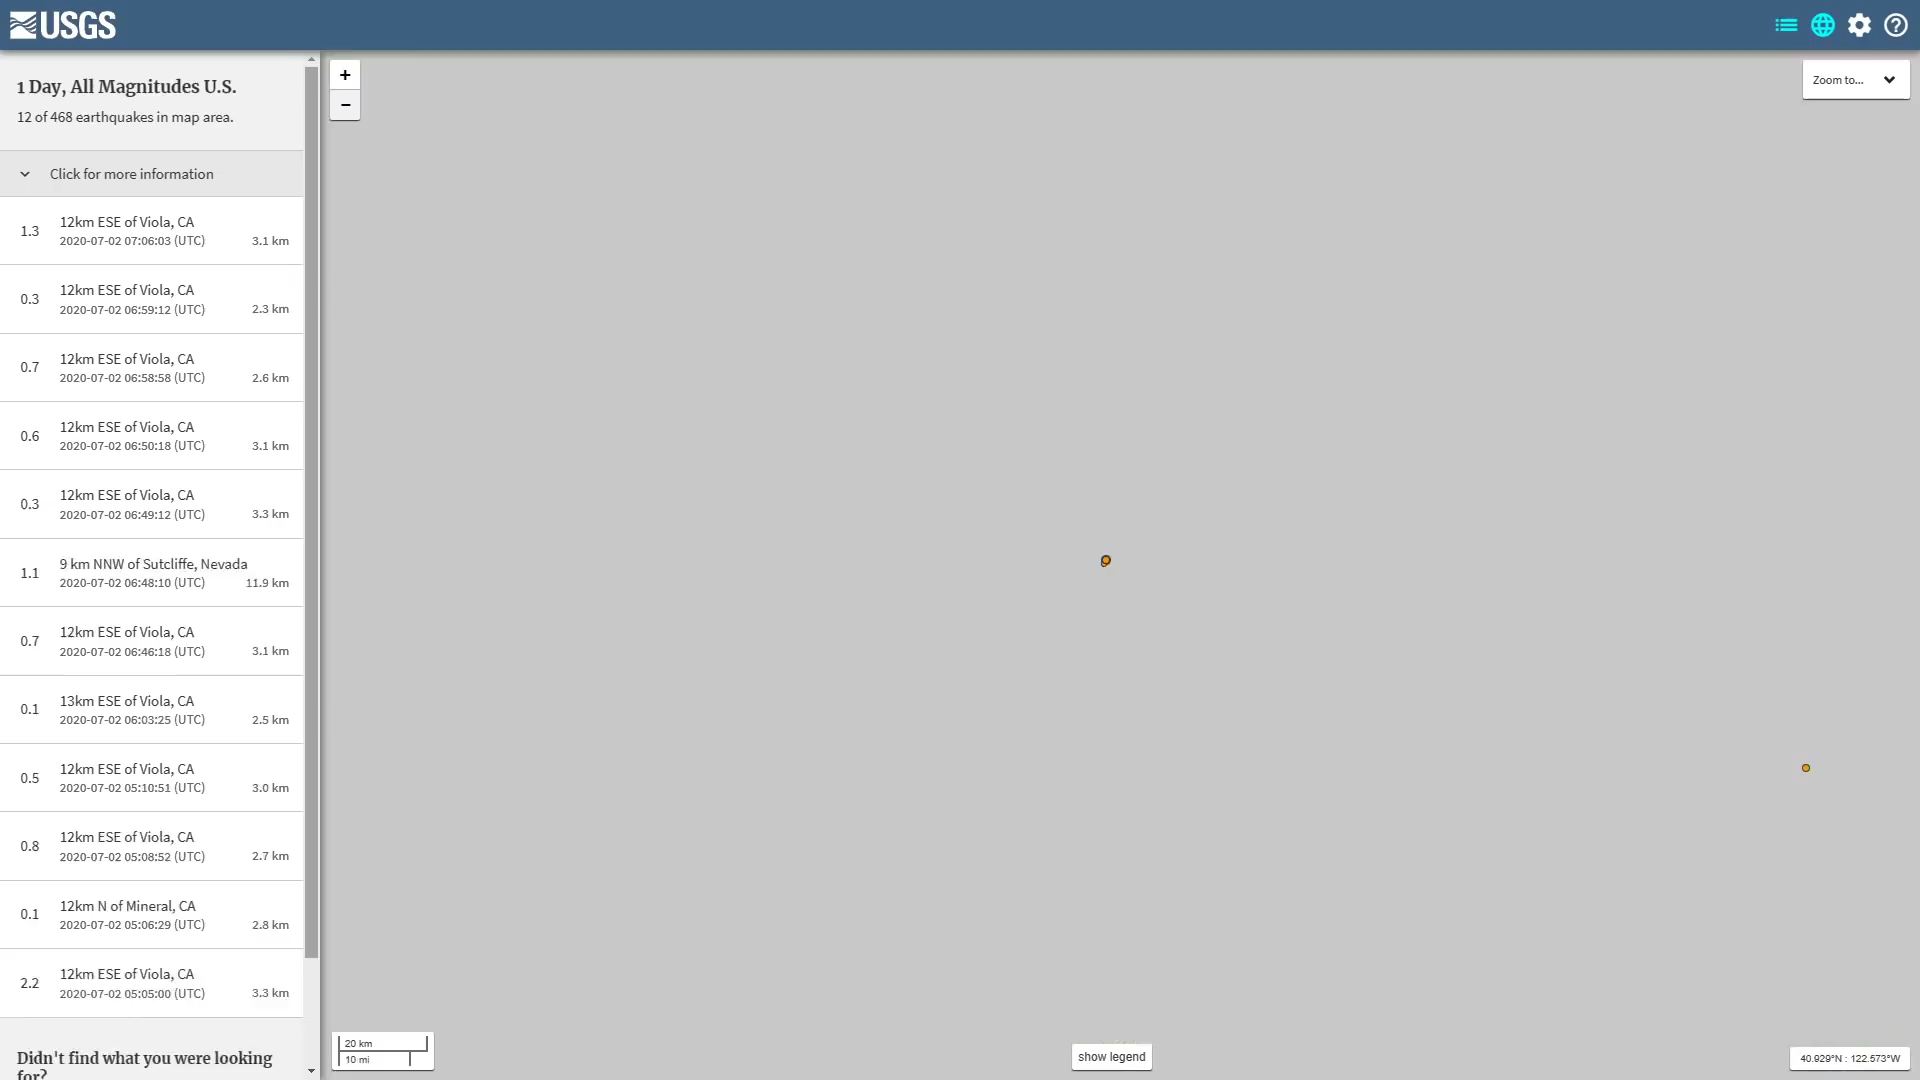 USGS
1 Day, All Magnitudes U.S.
12 of 468 earthquakes in map area.
Click for more information
1.3
12km ESE of Viola, CA
2020-07-02 07:06:03 (UTC)
3.1 km
0.3
12km ESE of Viola, CA
2020-07-02 06:59:12 (UTC)
2.3 km
0.7
12km ESE of Viola, CA
2020-07-02 06:58:58 (UTC)
2.6 km
0.6
12km ESE of Viola, CA
2020-07-02 06:50:18 (UTC)
3.1 km
0.3
12km ESE of Viola, CA
2020-07-02 06:49:12 (UTC)
3.3 km
1.1
9 km NNW of Sutcliffe, Nevada
2020-07-02 06:48:10 (UTC)
11.9 km
0.7
12km ESE of Viola, CA
2020-07-02 06:46:18 (UTC)
3.1 km
0.1
13km ESE of Viola, CA
2020-07-02 06:03:25 (UTC)
2.5 km
0.5
12km ESE of Viola, CA
2020-07-02 05:10:51 (UTC)
3.0 km
0.8
12km ESE of Viola, CA
2020-07-02 05:08:52 (UTC)
2.7 km
0.1
12km N of Mineral, CA
2020-07-02 05:06:29 (UTC)
2.8 km
2.2
12km ESE of Viola, CA
2020-07-02 05:05:00 (UTC)
3.3 km
Didn't find what you were looking
for?
+
−
Zoom to...
20 km
10 mi
show legend
40.929°N : 122.573°W